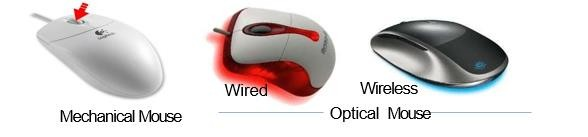 Wired
Wireless
Mechanical Mouse
Optical Mouse